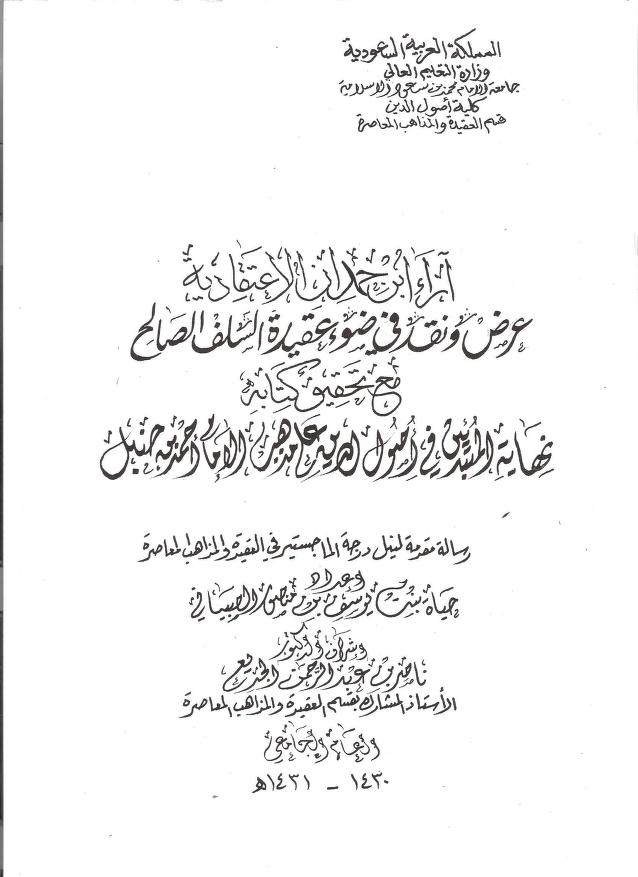 المملكة العربية السعودية
وزارة التعليم العالي
جامعة الإمام محمد بن سعود الإسلامية
كلية أصول الدين
قسم العقيدة والمذاهب المعاصرة
آراء ابن حمدان الاعتقادية
عرض ونقد في ضوء عقيدة السلف الصالح
مع تحقيق كتابه
نهاية المبتدئين في أصول الدين على مذهب الإمام أحمد بن حنبل
رسالة مقدمة لنيل درجة الماجستير في العقيدة والمذاهب المعاصرة
إعداد
حياة بنت يوسف بن
إشراف الدكتور
ناصر بن عبد الرحمن الجديع
الأستاذ المشارك بقسم العقيدة والمذاهب المعاصرة
العام الجامعي
١٤٣٠ - ١٤٣١هـ